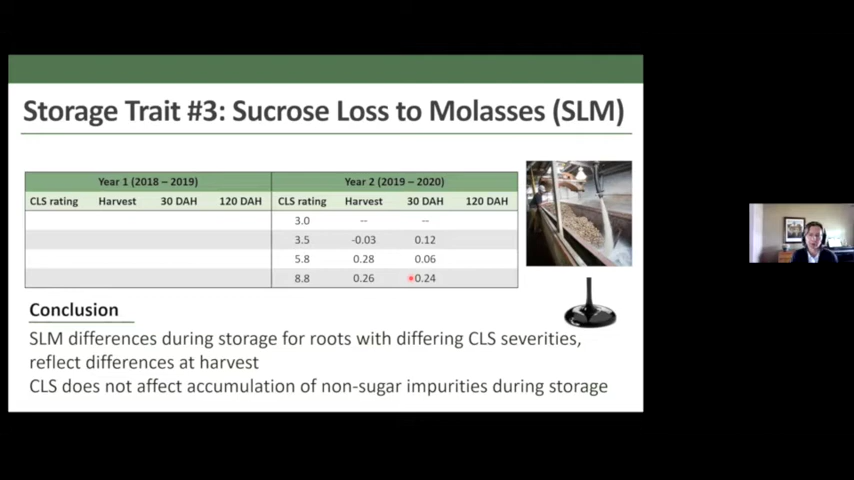 Storage Trait #3: Sucrose Loss to Molasses (SLM)
Year 1 (2018 – 2019) Year 2 (2019 – 2020)
CLS rating Harvest 30 DAH 120 DAH CLS rating Harvest 30 DAH 120 DAH
3.0 -- --
3.5 -0.03 0.12
5.8 0.28 0.06
8.8 0.26 0.24
Conclusion
SLM differences during storage for roots with differing CLS severities,
reflect differences at harvest
CLS does not affect accumulation of non-sugar impurities during storage